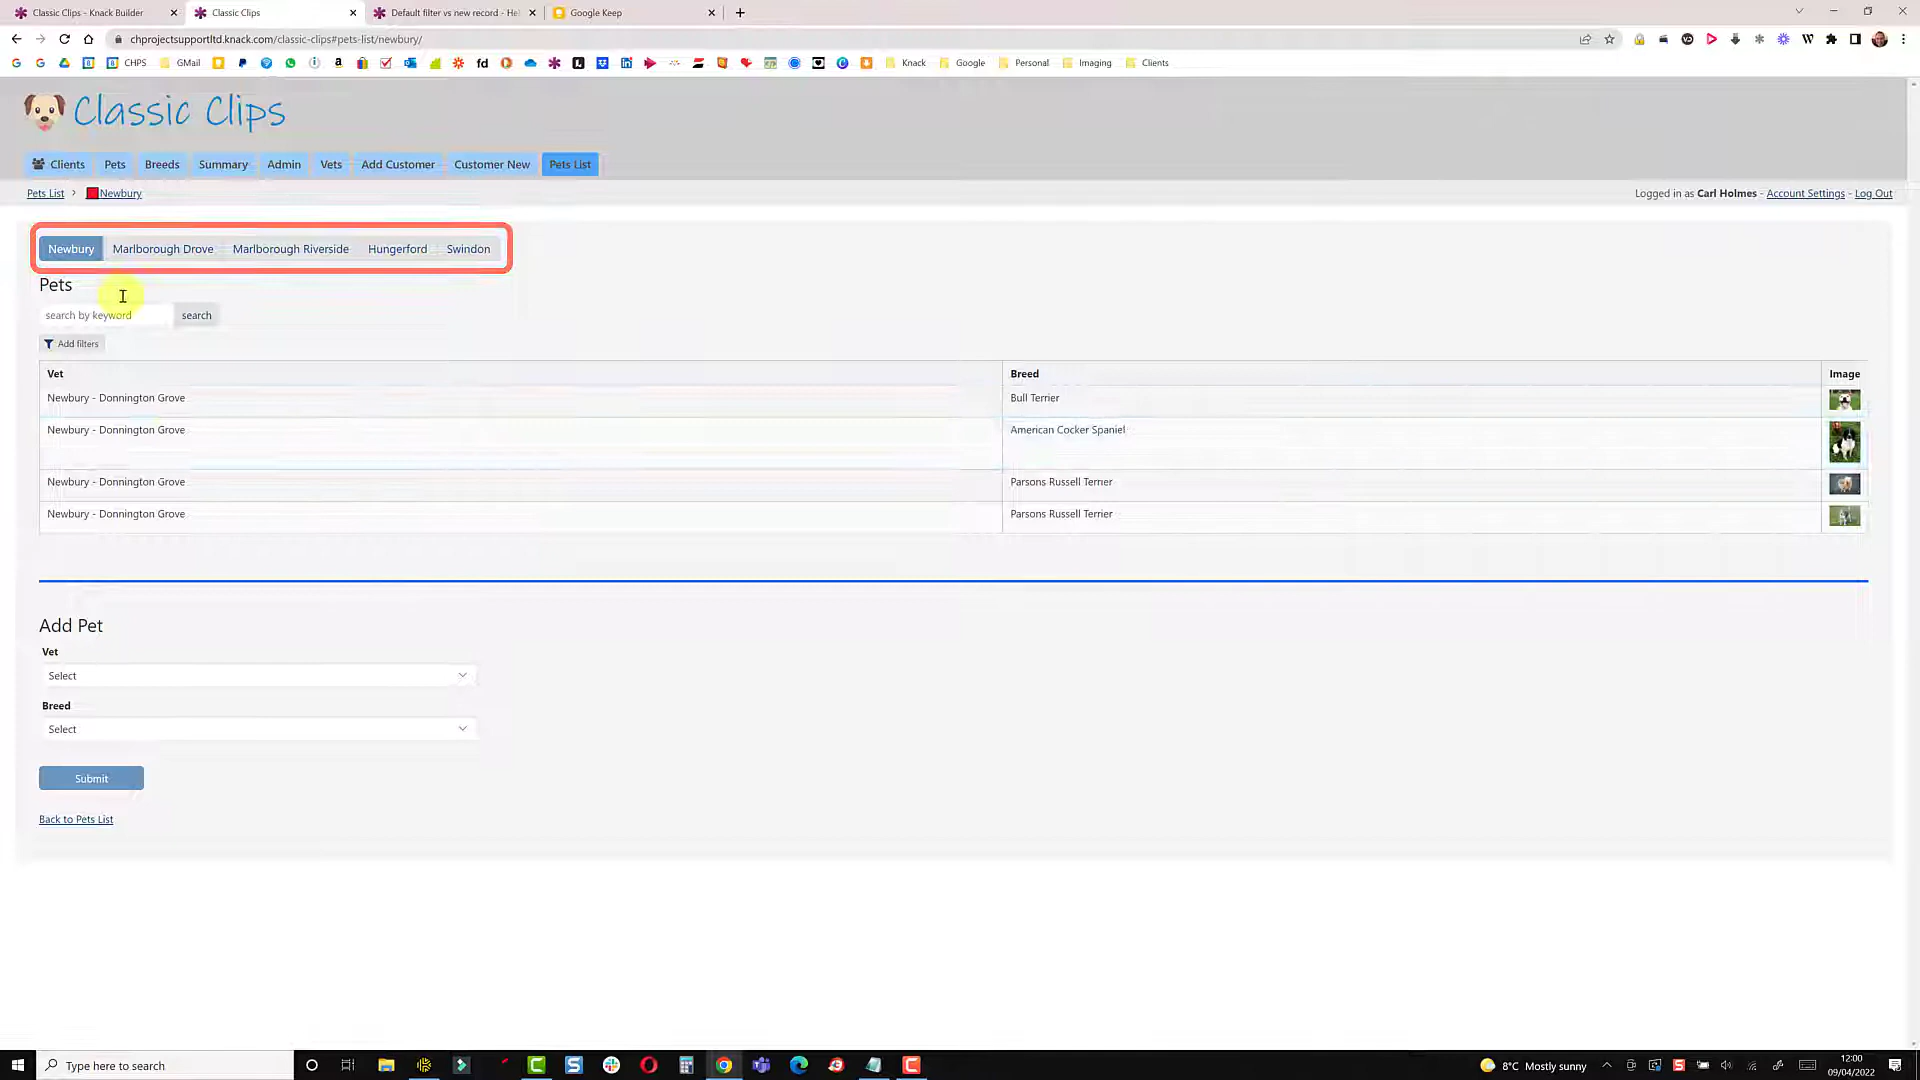 Classic Clips - Knack Builder
Classic Clips
Default filter vs new record - He
Google Keep
chprojectsupportltd.knack.com/classic-clips#pets-list/newbury/
CHPS
GMail
fd
Knack
Google
Personal
Imaging
Clients
Classic Clips
Clients
Pets
Breeds
Summary
Admin
Vets
Add Customer
Customer New
Pets List
Pets List > Newbury
Logged in as Carl Holmes - Account Settings - Log Out
Newbury
Marlborough Drove
Marlborough Riverside
Hungerford
Swindon
Pets
search by keyword
search
Add filters
Vet
Breed
Image
Newbury - Donnington Grove
Bull Terrier
Newbury - Donnington Grove
American Cocker Spaniel
Newbury - Donnington Grove
Parsons Russell Terrier
Newbury - Donnington Grove
Parsons Russell Terrier
Add Pet
Vet
Select
Breed
Select
Submit
Back to Pets List
Type here to search
8°C Mostly sunny
12:00
09/04/2022